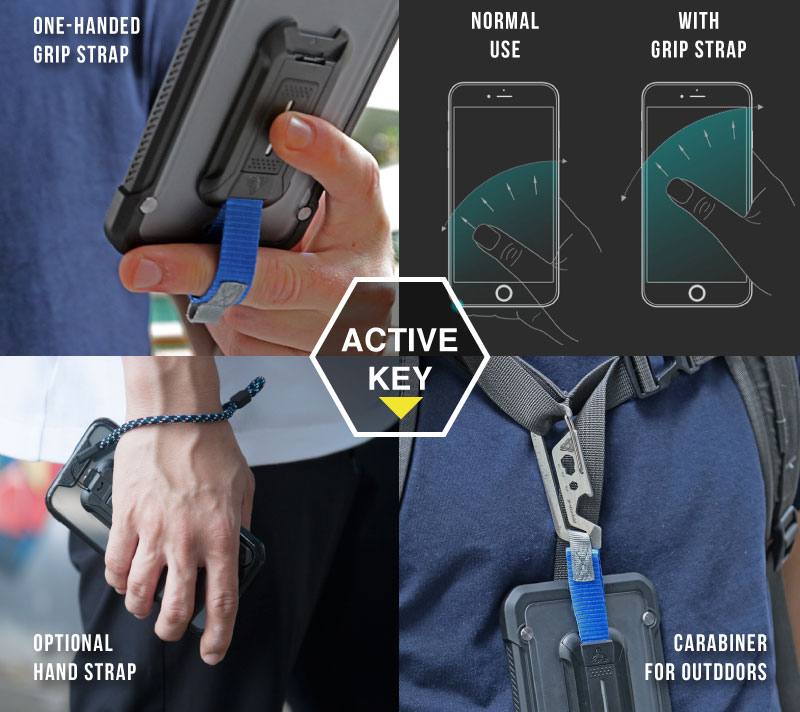 ONE-HANDED
GRIP STRAP
NORMAL
USE
WITH
GRIP STRAP
ACTIVE
KEY
OPTIONAL
HAND STRAP
CARABINER
FOR OUTDDORS